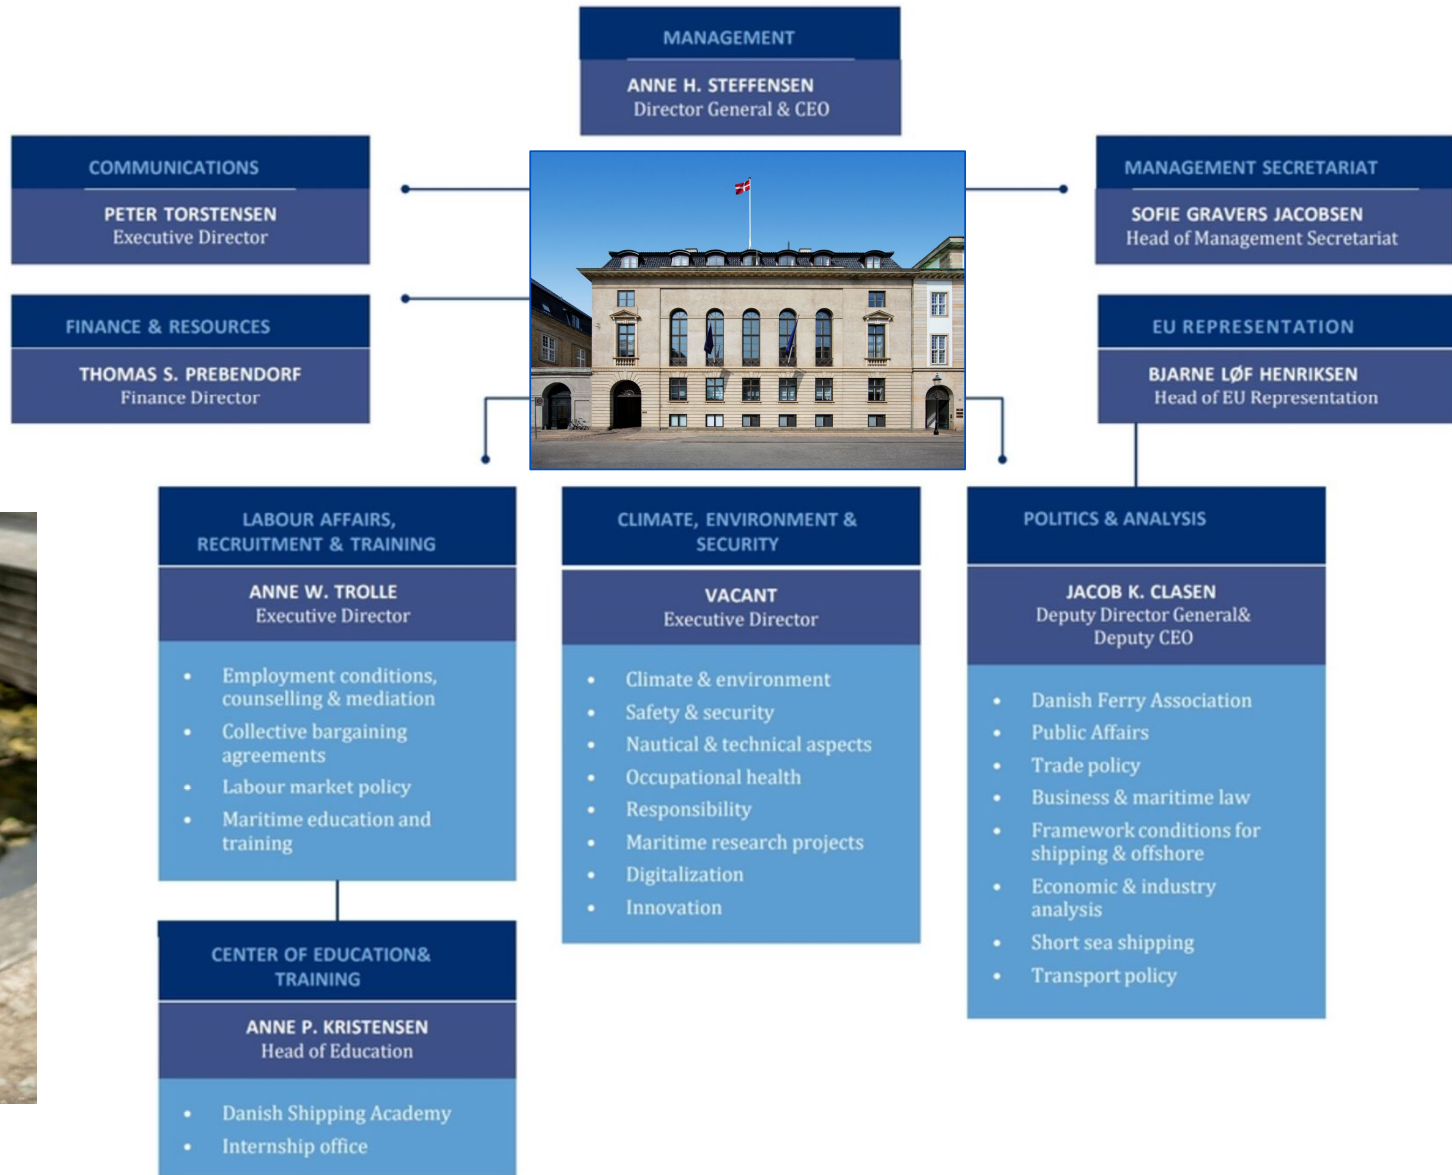 MANAGEMENT
ANNE H. STEFFENSEN
Director General & CEO
COMMUNICATIONS
PETER TORSTENSEN
Executive Director
MANAGEMENT SECRETARIAT
SOFIE GRAVERS JACOBSEN
Head of Management Secretariat
FINANCE & RESOURCES
THOMAS S. PREBENDORF
Finance Director
EU REPRESENTATION
BJARNE LØF HENRIKSEN
Head of EU Representation
LABOUR AFFAIRS,
RECRUITMENT & TRAINING
ANNE W. TROLLE
Executive Director
• Employment conditions,
counselling & mediation
• Collective bargaining
agreements
• Labour market policy
• Maritime education and
training
CENTER OF EDUCATION&
TRAINING
ANNE P. KRISTENSEN
Head of Education
• Danish Shipping Academy
• Internship office
CLIMATE, ENVIRONMENT &
SECURITY
VACANT
Executive Director
• Climate & environment
• Safety & security
• Nautical & technical aspects
• Occupational health
• Responsibility
• Maritime research projects
• Digitalization
• Innovation
POLITICS & ANALYSIS
JACOB K. CLASEN
Deputy Director General&
Deputy CEO
• Danish Ferry Association
• Public Affairs
• Trade policy
• Business & maritime law
• Framework conditions for
shipping & offshore
• Economic & industry
analysis
• Short sea shipping
• Transport policy